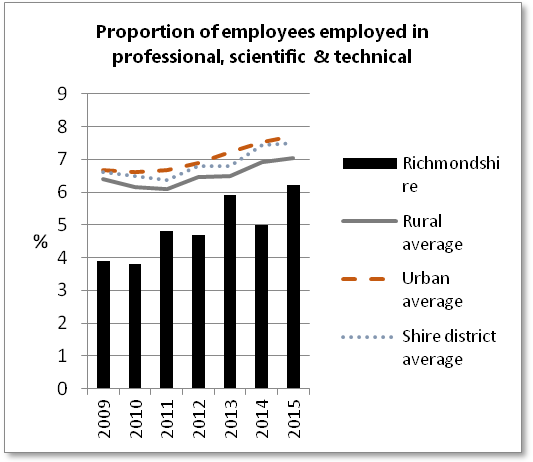 Proportion of employees employed in
professional, scientific & technical
9
8
7
6
5
4
3
2
1
0
%
2009
2010
2011
2012
2013
2014
2015
Richmondshi
re
Rural
average
Urban
average
Shire district
average